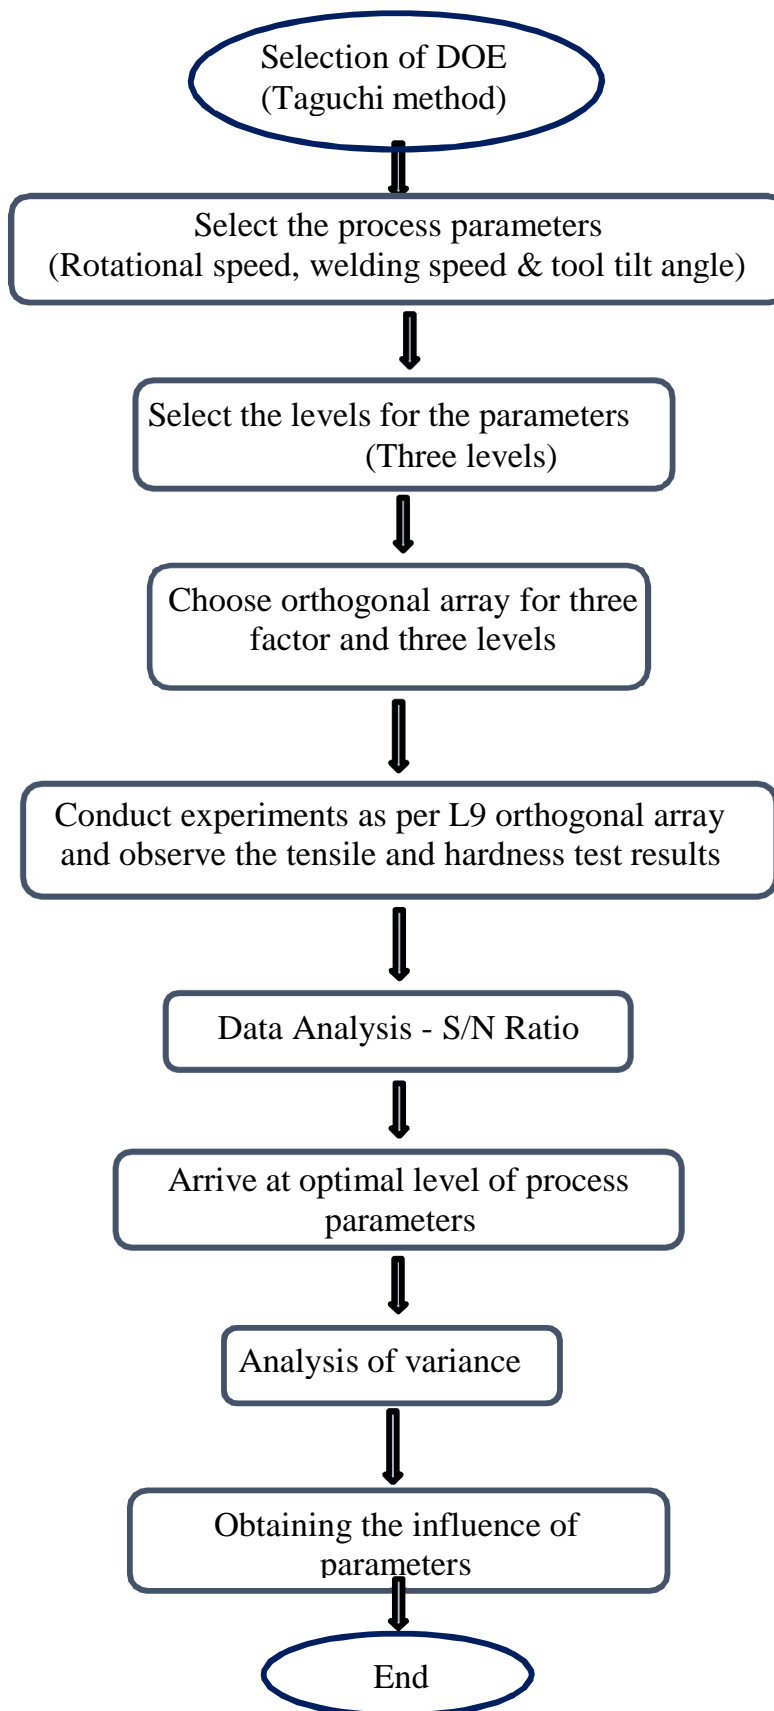 Selection of DOE
(Taguchi method)
Select the process parameters
(Rotational speed, welding speed & tool tilt angle)
Select the levels for the parameters
(Three levels)
Choose orthogonal array for three
factor and three levels
Conduct experiments as per L9 orthogonal array
and observe the tensile and hardness test results
Data Analysis - S/N Ratio
Arrive at optimal level of process
parameters
Analysis of variance
Obtaining the influence of
parameters
End